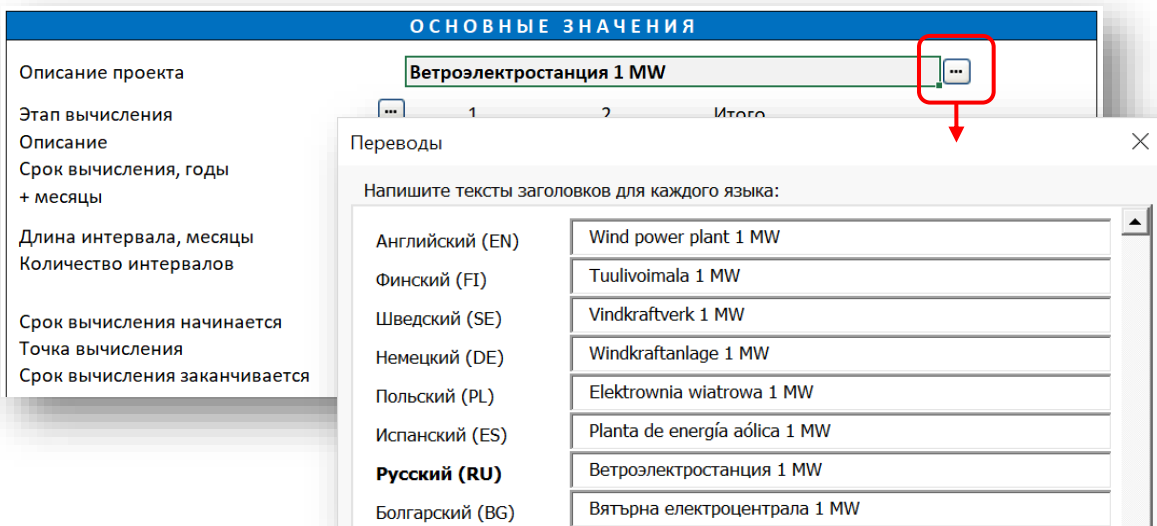 ОСНОВНЫЕ ЗНАЧЕНИЯ
Описание проекта Ветроэлектростанция 1 MW ...
Этап вычисления ... 1 2 Итого
Описание
Срок вычисления, годы
+ месяцы
Длина интервала, месяцы
Количество интервалов
Срок вычисления начинается
Точка вычисления
Срок вычисления заканчивается
Переводы
Напишите тексты заголовков для каждого языка:
Английский (EN) Wind power plant 1 MW
Финский (FI) Tuulivoimala 1 MW
Шведский (SE) Vindkraftverk 1 MW
Немецкий (DE) Windkraftanlage 1 MW
Польский (PL) Elektrownia wiatrowa 1 MW
Испанский (ES) Planta de energía aólica 1 MW
Русский (RU) Ветроэлектростанция 1 MW
Болгарский (BG) Вятърна електроцентрала 1 MW